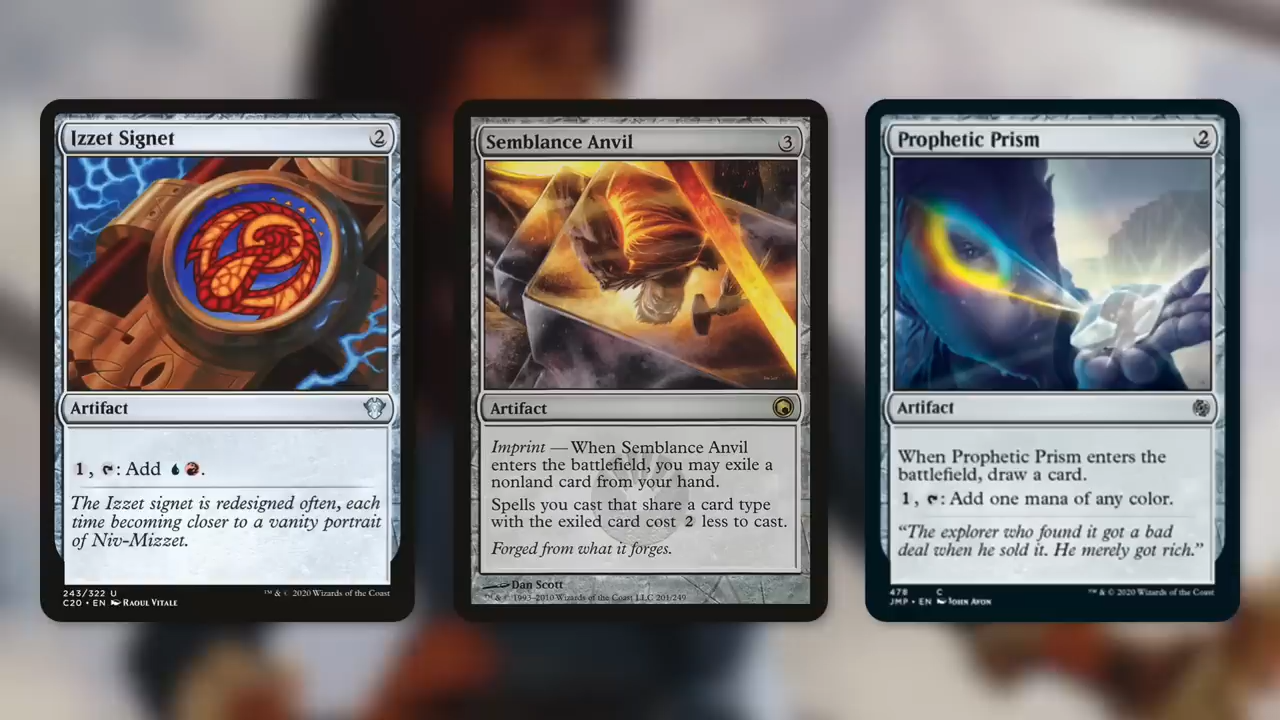 Izzet Signet 2
Artifact
1, : Add .
The Izzet signet is redesigned often, each
time becoming closer to a vanity portrait
of Niv-Mizzet.
243/322 U
C20 • EN RAOUL VITALE
™ & © 2020 Wizards of the Coast
Semblance Anvil 3
Artifact
Imprint — When Semblance Anvil
enters the battlefield, you may exile a
nonland card from your hand.
Spells you cast that share a card type
with the exiled card cost 2 less to cast.
Forged from what it forges.
Dan Scott
™ & © 1993–2010 Wizards of the Coast LLC 201/249
Prophetic Prism 2
Artifact
When Prophetic Prism enters the
battlefield, draw a card.
1, : Add one mana of any color.
“The explorer who found it got a bad
deal when he sold it. He merely got rich.”
478 C
JMP • EN JOHN AVON
™ & © 2020 Wizards of the Coast